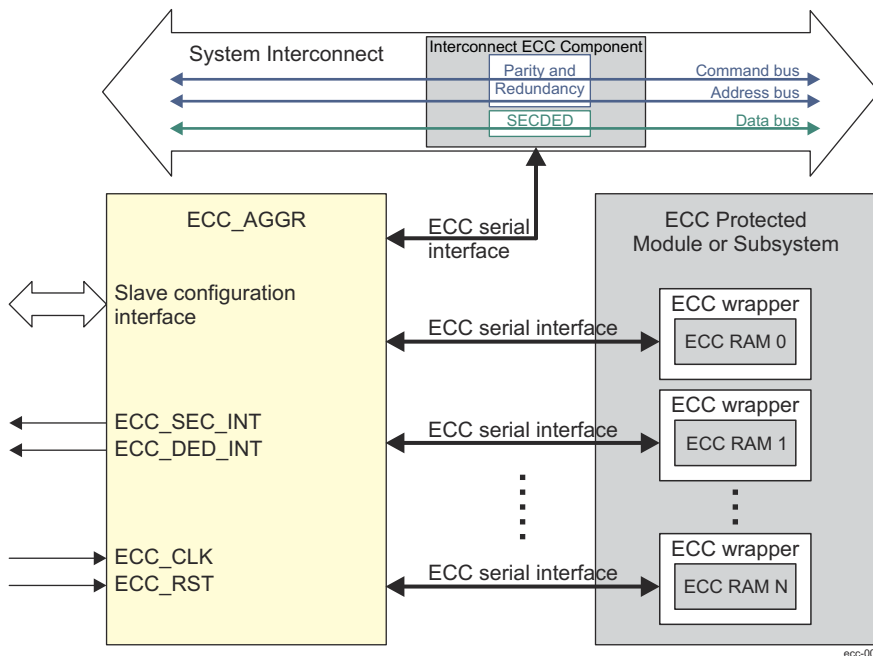 System Interconnect
Interconnect ECC Component
Parity and
Redundancy
Command bus
Address bus
SECDED
Data bus
ECC_AGGR
ECC serial
interface
ECC Protected
Module or Subsystem
Slave configuration
interface
ECC serial interface
ECC wrapper
ECC RAM 0
ECC_SEC_INT
ECC_DED_INT
ECC serial interface
ECC wrapper
ECC RAM 1
ECC_CLK
ECC_RST
ECC serial interface
ECC wrapper
ECC RAM N